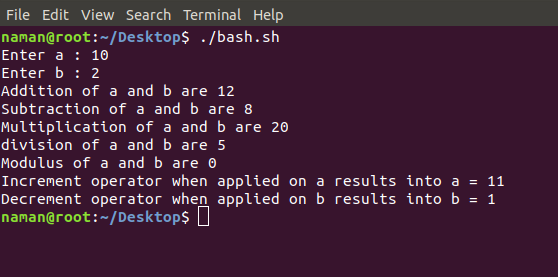 File Edit View Search Terminal Help
naman@root:~/Desktop$ ./bash.sh
Enter a : 10
Enter b : 2
Addition of a and b are 12
Subtraction of a and b are 8
Multiplication of a and b are 20
division of a and b are 5
Modulus of a and b are 0
Increment operator when applied on a results into a = 11
Decrement operator when applied on b results into b = 1
naman@root:~/Desktop$